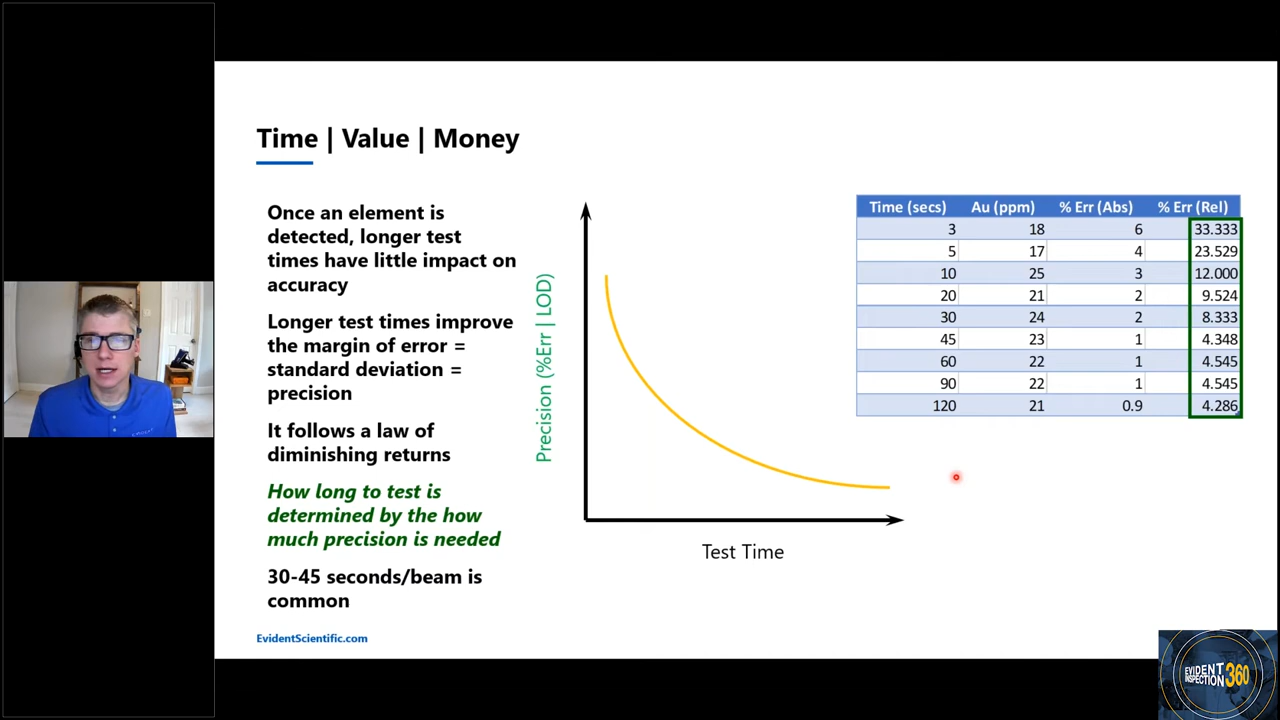 Time | Value | Money
Once an element is
detected, longer test
times have little impact on
accuracy
Longer test times improve
the margin of error =
standard deviation =
precision
It follows a law of
diminishing returns
How long to test is
determined by the how
much precision is needed
30-45 seconds/beam is
common
EvidentScientific.com
Precision (%Err | LOD)
Test Time
Time (secs) Au (ppm) % Err (Abs) % Err (Rel)
3 18 6 33.333
5 17 4 23.529
10 25 3 12.000
20 21 2 9.524
30 24 2 8.333
45 23 1 4.348
60 22 1 4.545
90 22 1 4.545
120 21 0.9 4.286
EVIDENT
INSPECTION 360